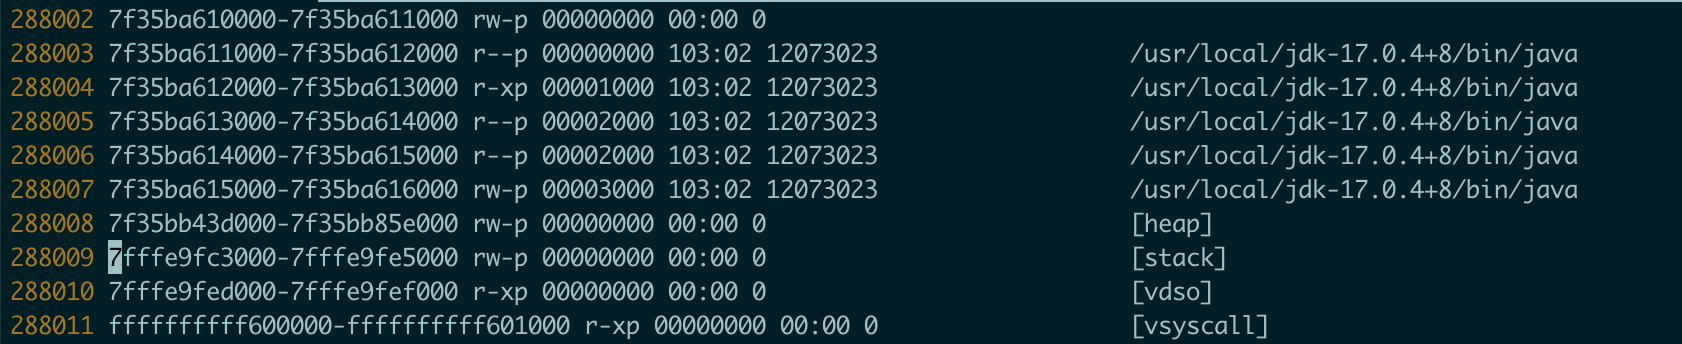 288002 7f35ba610000-7f35ba611000 rw-p 00000000 00:00 0
288003 7f35ba611000-7f35ba612000 r--p 00000000 103:02 12073023 /usr/local/jdk-17.0.4+8/bin/java
288004 7f35ba612000-7f35ba613000 r-xp 00001000 103:02 12073023 /usr/local/jdk-17.0.4+8/bin/java
288005 7f35ba613000-7f35ba614000 r--p 00002000 103:02 12073023 /usr/local/jdk-17.0.4+8/bin/java
288006 7f35ba614000-7f35ba615000 r--p 00002000 103:02 12073023 /usr/local/jdk-17.0.4+8/bin/java
288007 7f35ba615000-7f35ba616000 rw-p 00003000 103:02 12073023 /usr/local/jdk-17.0.4+8/bin/java
288008 7f35bb43d000-7f35bb85e000 rw-p 00000000 00:00 0 [heap]
288009 7fffe9fc3000-7fffe9fe5000 rw-p 00000000 00:00 0 [stack]
288010 7fffe9fed000-7fffe9fef000 r-xp 00000000 00:00 0 [vdso]
288011 ffffffffff600000-ffffffffff601000 r-xp 00000000 00:00 0 [vsyscall]